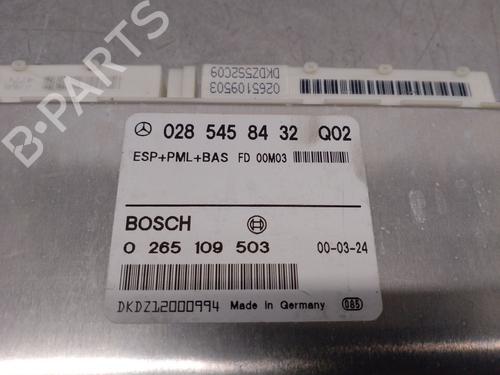 0265109503
DKDZ552C09
028 545 84 32 Q02
ESP+PML+BAS FD 00M03
BOSCH
0 265 109 503 00-03-24
DKDZ12000994 Made in Germany 085
B-PARTS